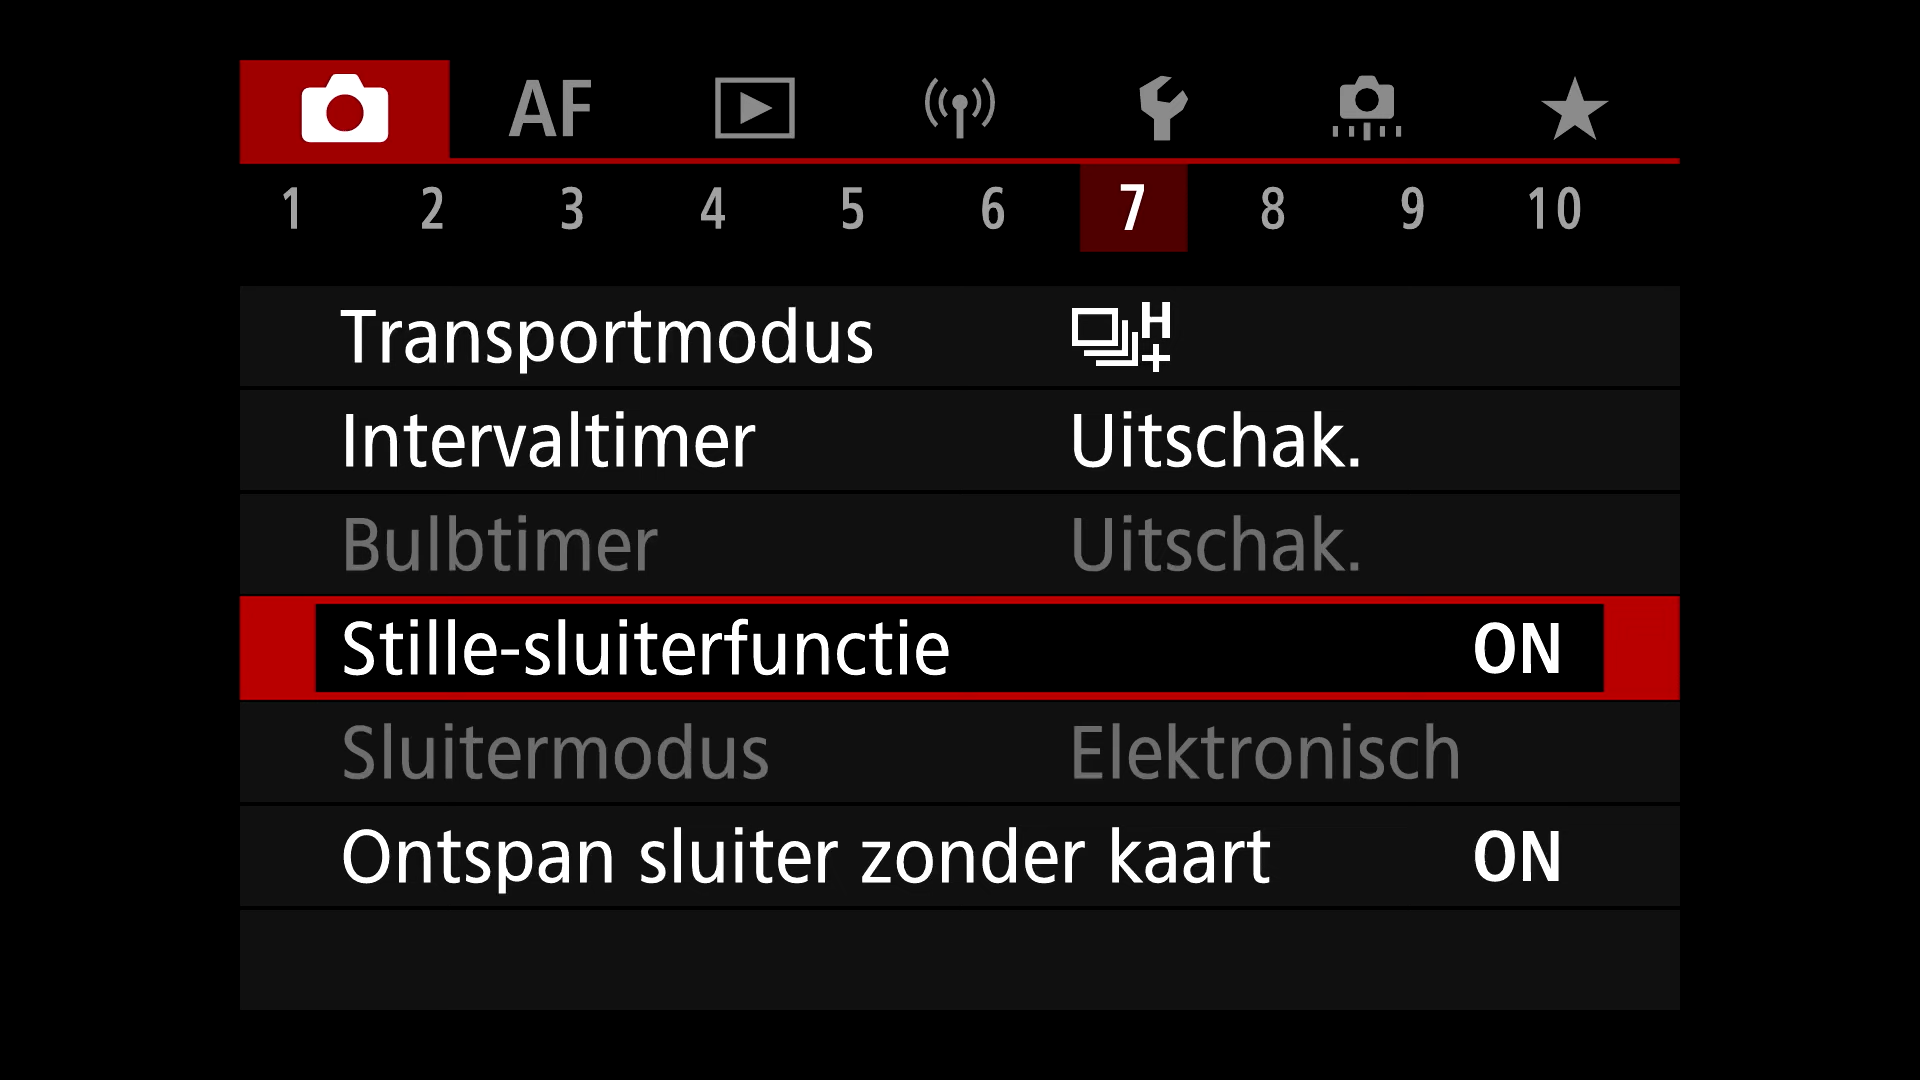 AF
1 2 3 4 5 6 7 8 9 10
Transportmodus H+
Intervaltimer Uitschak.
Bulbtimer Uitschak.
Stille-sluiterfunctie ON
Sluitermodus Elektronisch
Ontspan sluiter zonder kaart ON